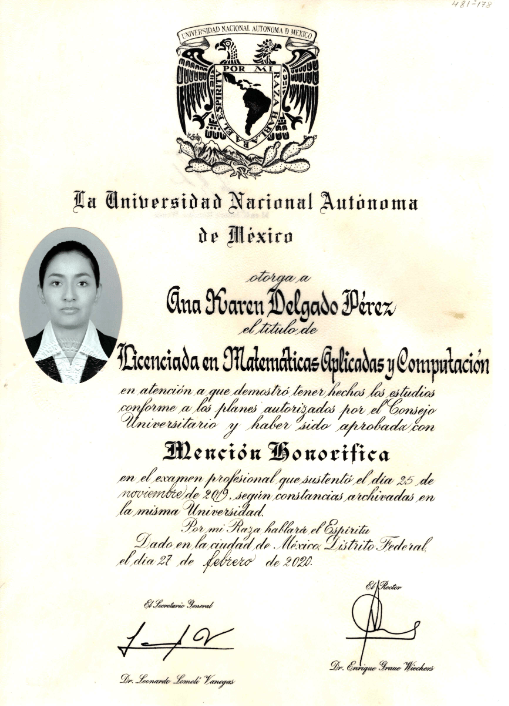 481-178
UNIVERSIDAD NACIONAL AUTONOMA D MEXICO
POR MI RAZA HABLARA EL ESPIRITU
La Universidad Nacional Autónoma
de México
otorga a
Ana Karen Delgado Pérez
el título de
Licenciada en Matemáticas Aplicadas y Computación
en atención a que demostró tener hechos los estudios
conforme a los planes autorizados por el Consejo
Universitario y haber sido aprobada con
Mención Honorífica
en el examen profesional que sustentó el día 25 de
noviembre de 2019, según constancias archivadas en
la misma Universidad.
Por mi Raza hablará el Espíritu
Dado en la ciudad de México, Distrito Federal,
el día 27 de febrero de 2020.
El Rector
El Secretario General
Dr. Enrique Graue Wiechers
Dr. Leonardo Lomelí Vanegas